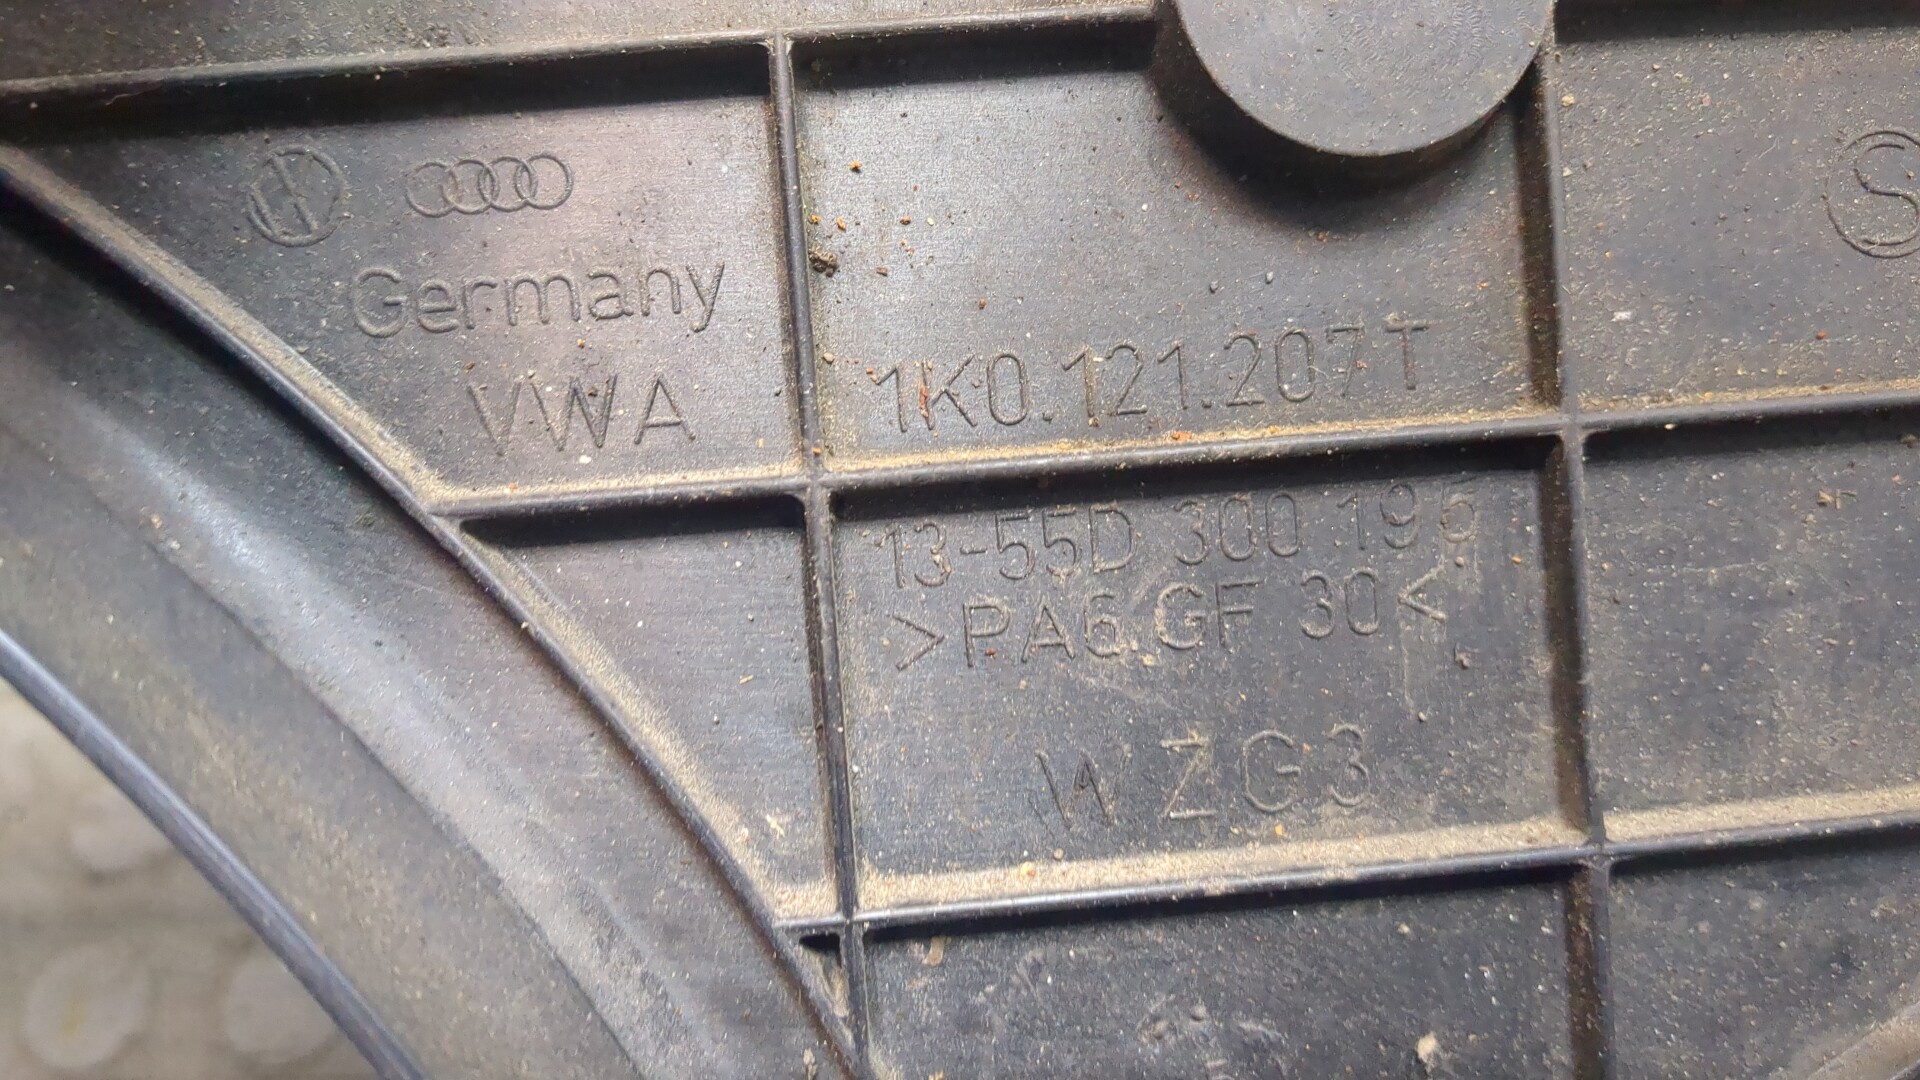 Germany
VWA
1K0.121.207 T
13-55D 300 195
>PA6.GF 30<
WZG3
S